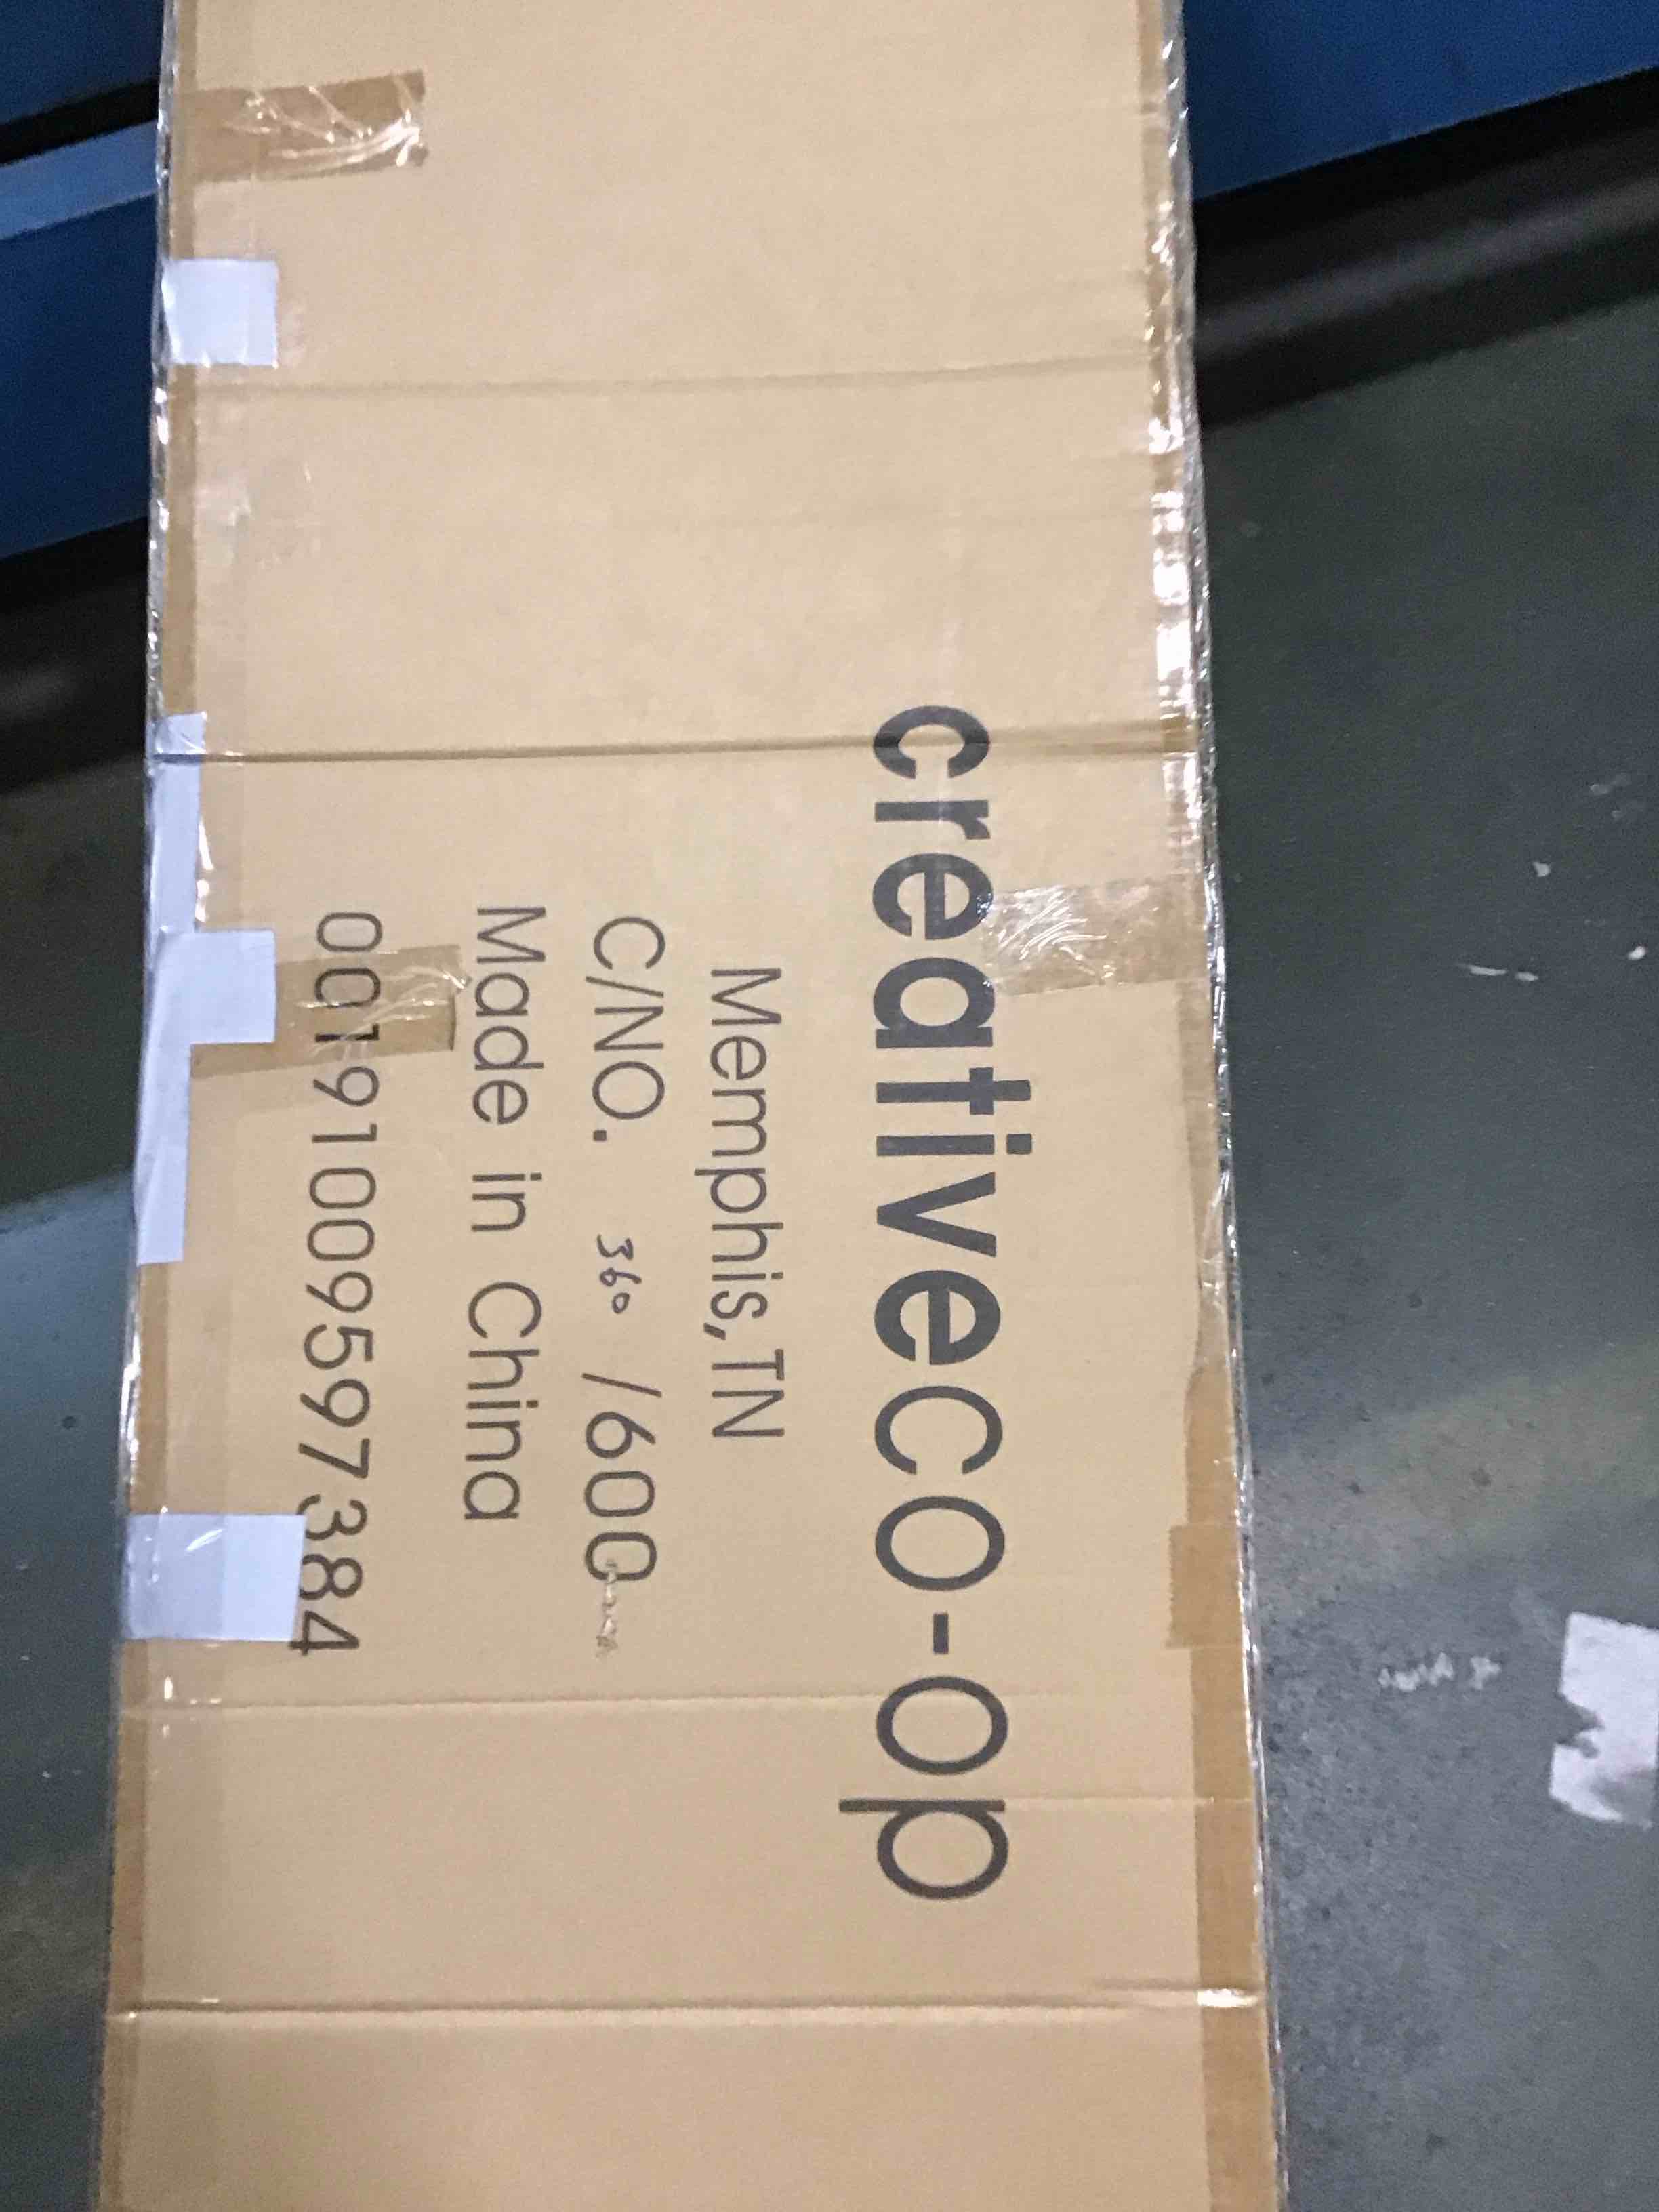 creativeco-op
Memphis,TN
C/NO. 360 /600
Made in China
00191009597384